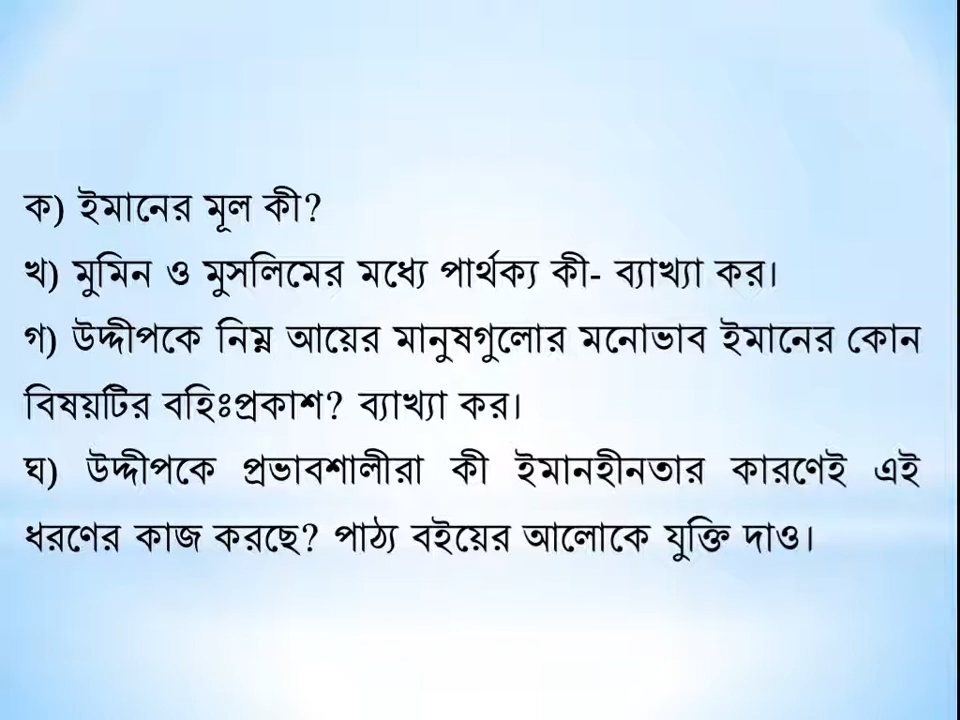 ক) ইমানের মূল কী?
খ) মুমিন ও মুসলিমের মধ্যে পার্থক্য কী- ব্যাখ্যা কর।
গ) উদ্দীপকে নিম্ন আয়ের মানুষগুলোর মনোভাব ইমানের কোন
বিষয়টির বহিঃপ্রকাশ? ব্যাখ্যা কর।
ঘ) উদ্দীপকে প্রভাবশালীরা কী ইমানহীনতার কারণেই এই
ধরণের কাজ করছে? পাঠ্য বইয়ের আলোকে যুক্তি দাও।